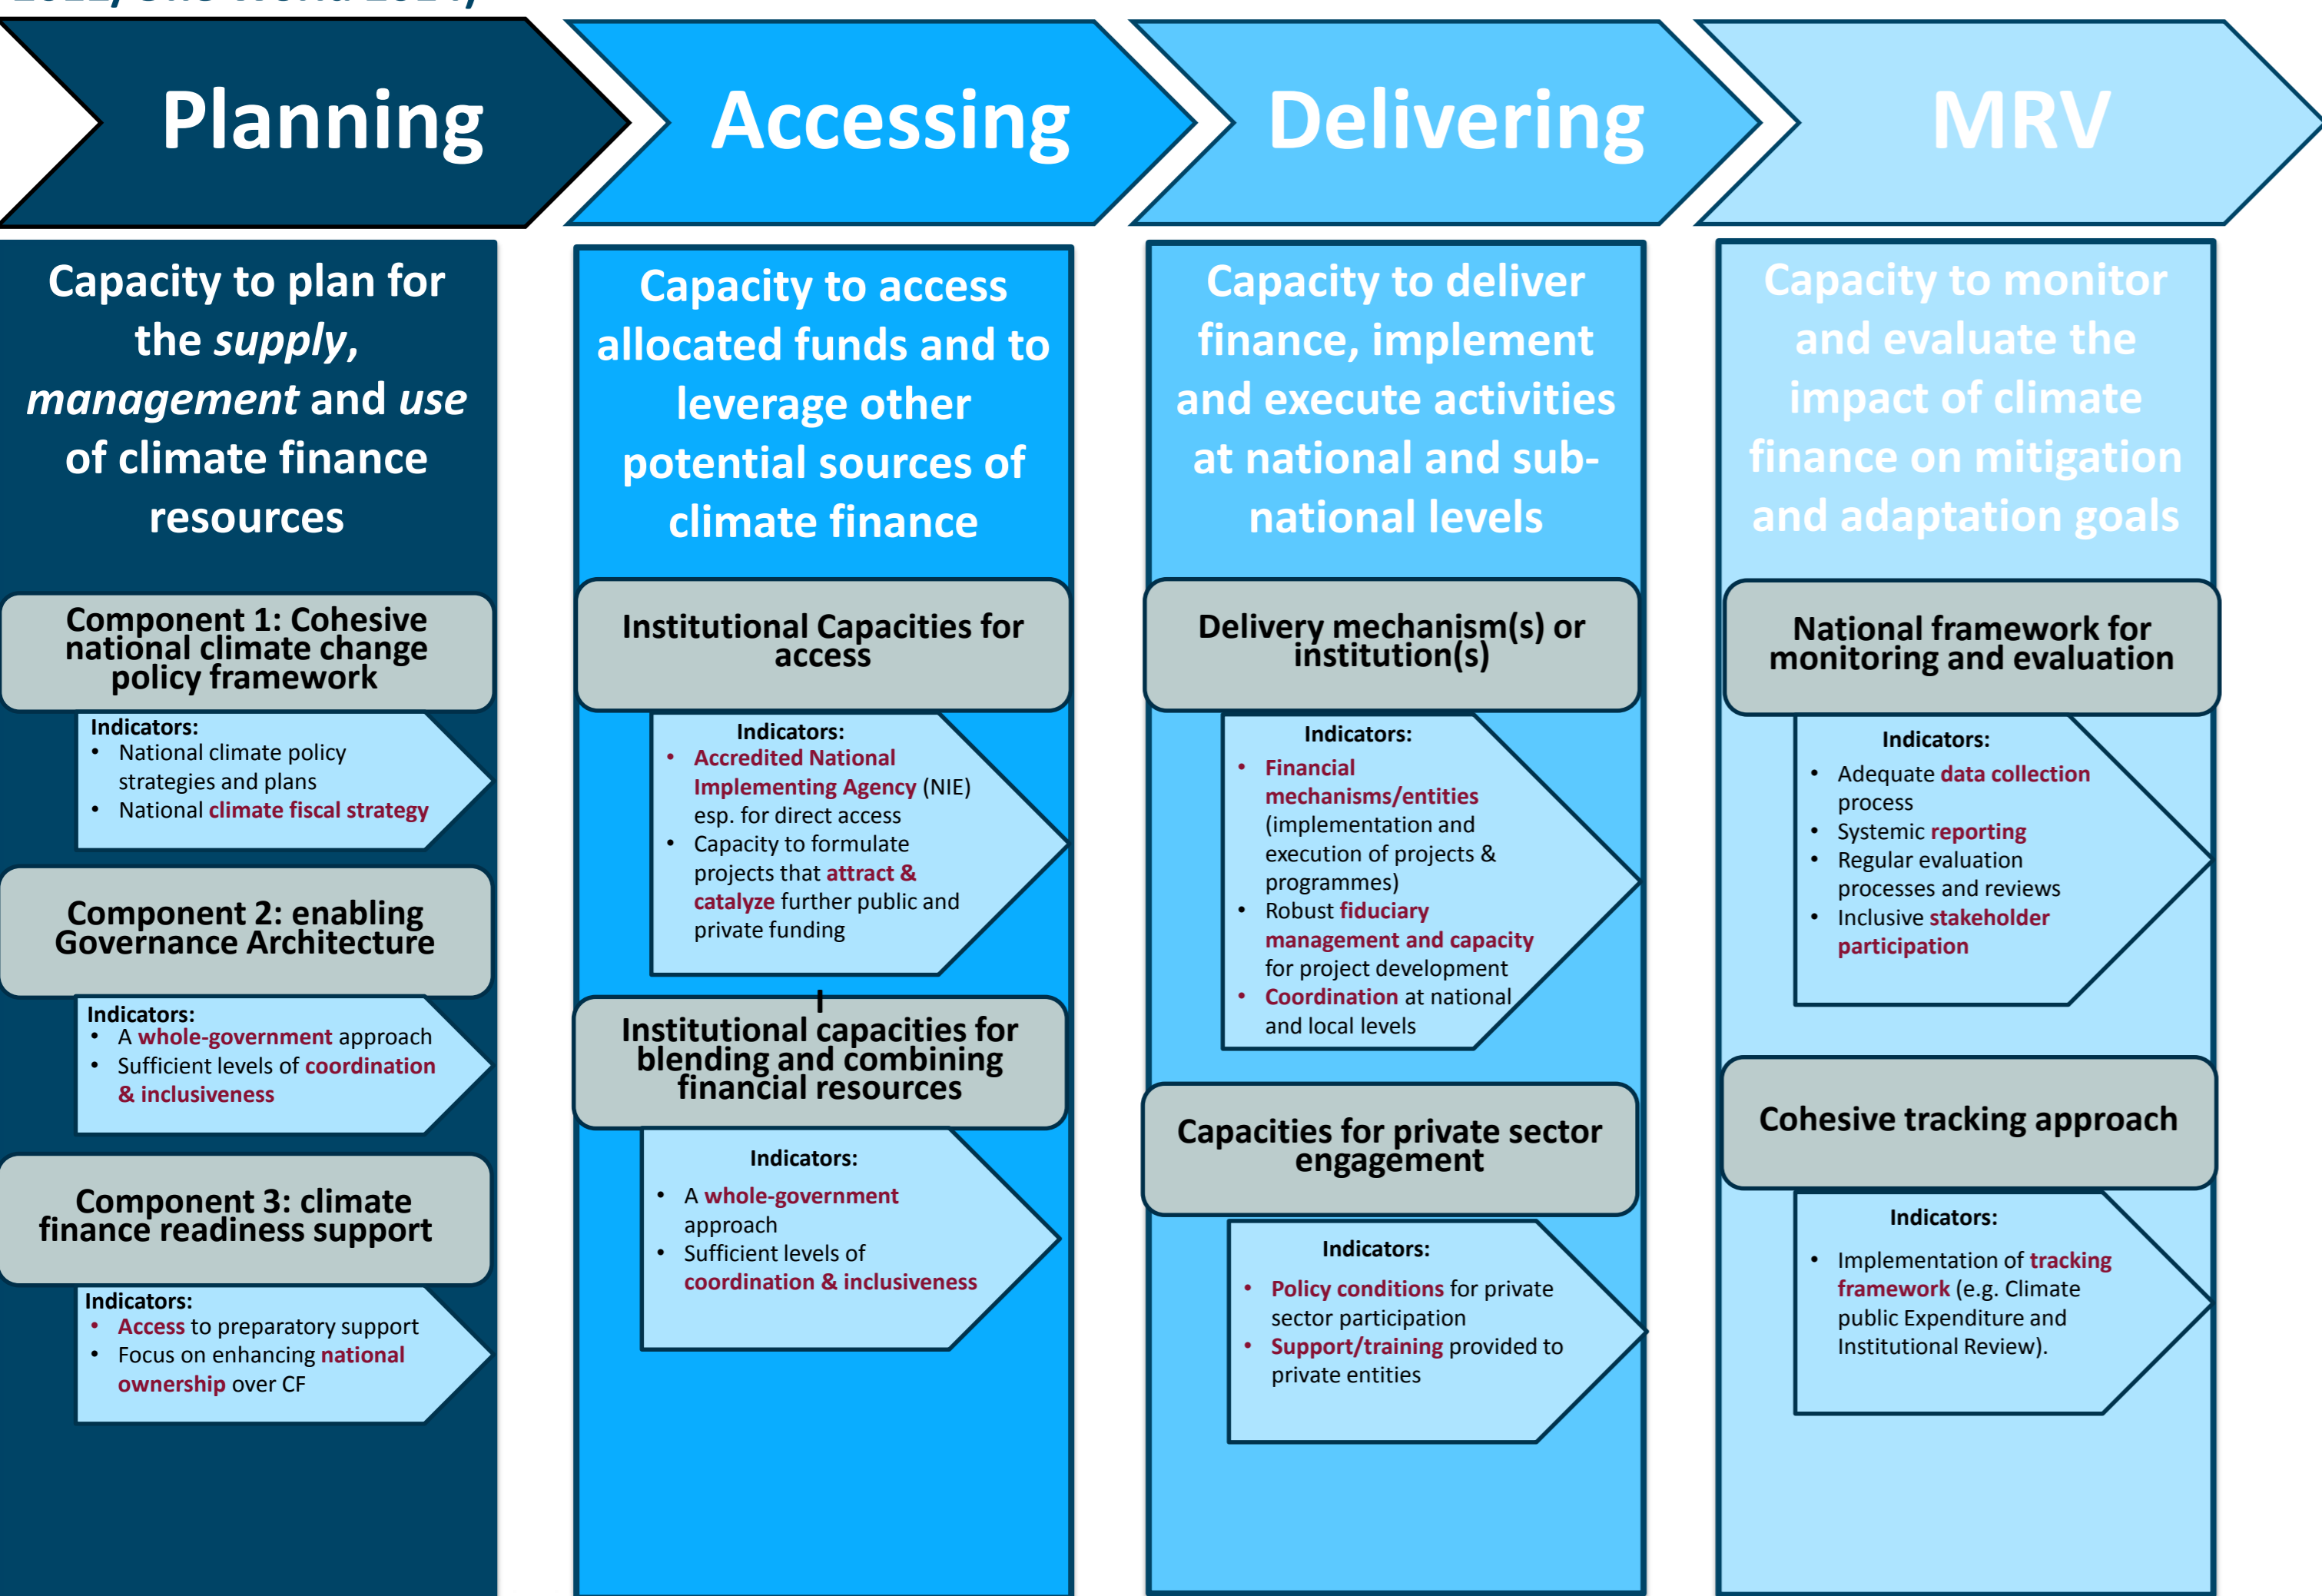 Planning
Accessing
Delivering
MRV
Capacity to plan for
the supply,
management and use
of climate finance
resources
Component 1: Cohesive
national climate change
policy framework
Indicators:
• National climate policy
strategies and plans
• National climate fiscal strategy
Component 2: enabling
Governance Architecture
Indicators:
• A whole-government approach
• Sufficient levels of coordination
& inclusiveness
Component 3: climate
finance readiness support
Indicators:
• Access to preparatory support
• Focus on enhancing national
ownership over CF
Capacity to access
allocated funds and to
leverage other
potential sources of
climate finance
Institutional Capacities for
access
Indicators:
• Accredited National
Implementing Agency (NIE)
esp. for direct access
• Capacity to formulate
projects that attract &
catalyze further public and
private funding
Institutional capacities for
blending and combining
financial resources
Indicators:
• A whole-government
approach
• Sufficient levels of
coordination & inclusiveness
Capacity to deliver
finance, implement
and execute activities
at national and sub-
national levels
Delivery mechanism(s) or
institution(s)
Indicators:
• Financial
mechanisms/entities
(implementation and
execution of projects &
programmes)
• Robust fiduciary
management and capacity
for project development
• Coordination at national
and local levels
Capacities for private sector
engagement
Indicators:
• Policy conditions for private
sector participation
• Support/training provided to
private entities
Capacity to monitor
and evaluate the
impact of climate
finance on mitigation
and adaptation goals
National framework for
monitoring and evaluation
Indicators:
• Adequate data collection
process
• Systemic reporting
• Regular evaluation
processes and reviews
• Inclusive stakeholder
participation
Cohesive tracking approach
Indicators:
• Implementation of tracking
framework (e.g. Climate
public Expenditure and
Institutional Review).